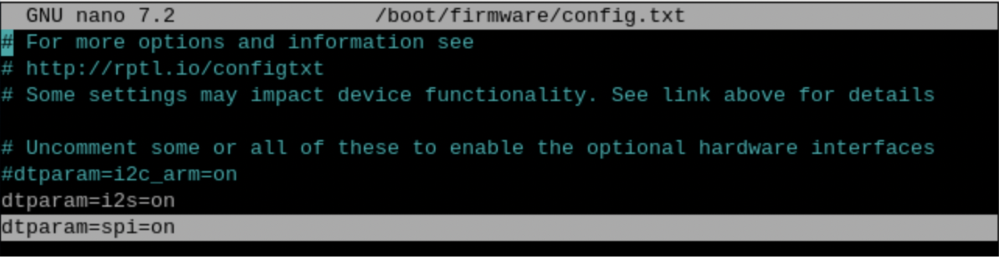 GNU nano 7.2 /boot/firmware/config.txt
# For more options and information see
# http://rptl.io/configtxt
# Some settings may impact device functionality. See link above for details
# Uncomment some or all of these to enable the optional hardware interfaces
#dtparam=i2c_arm=on
dtparam=i2s=on
dtparam=spi=on